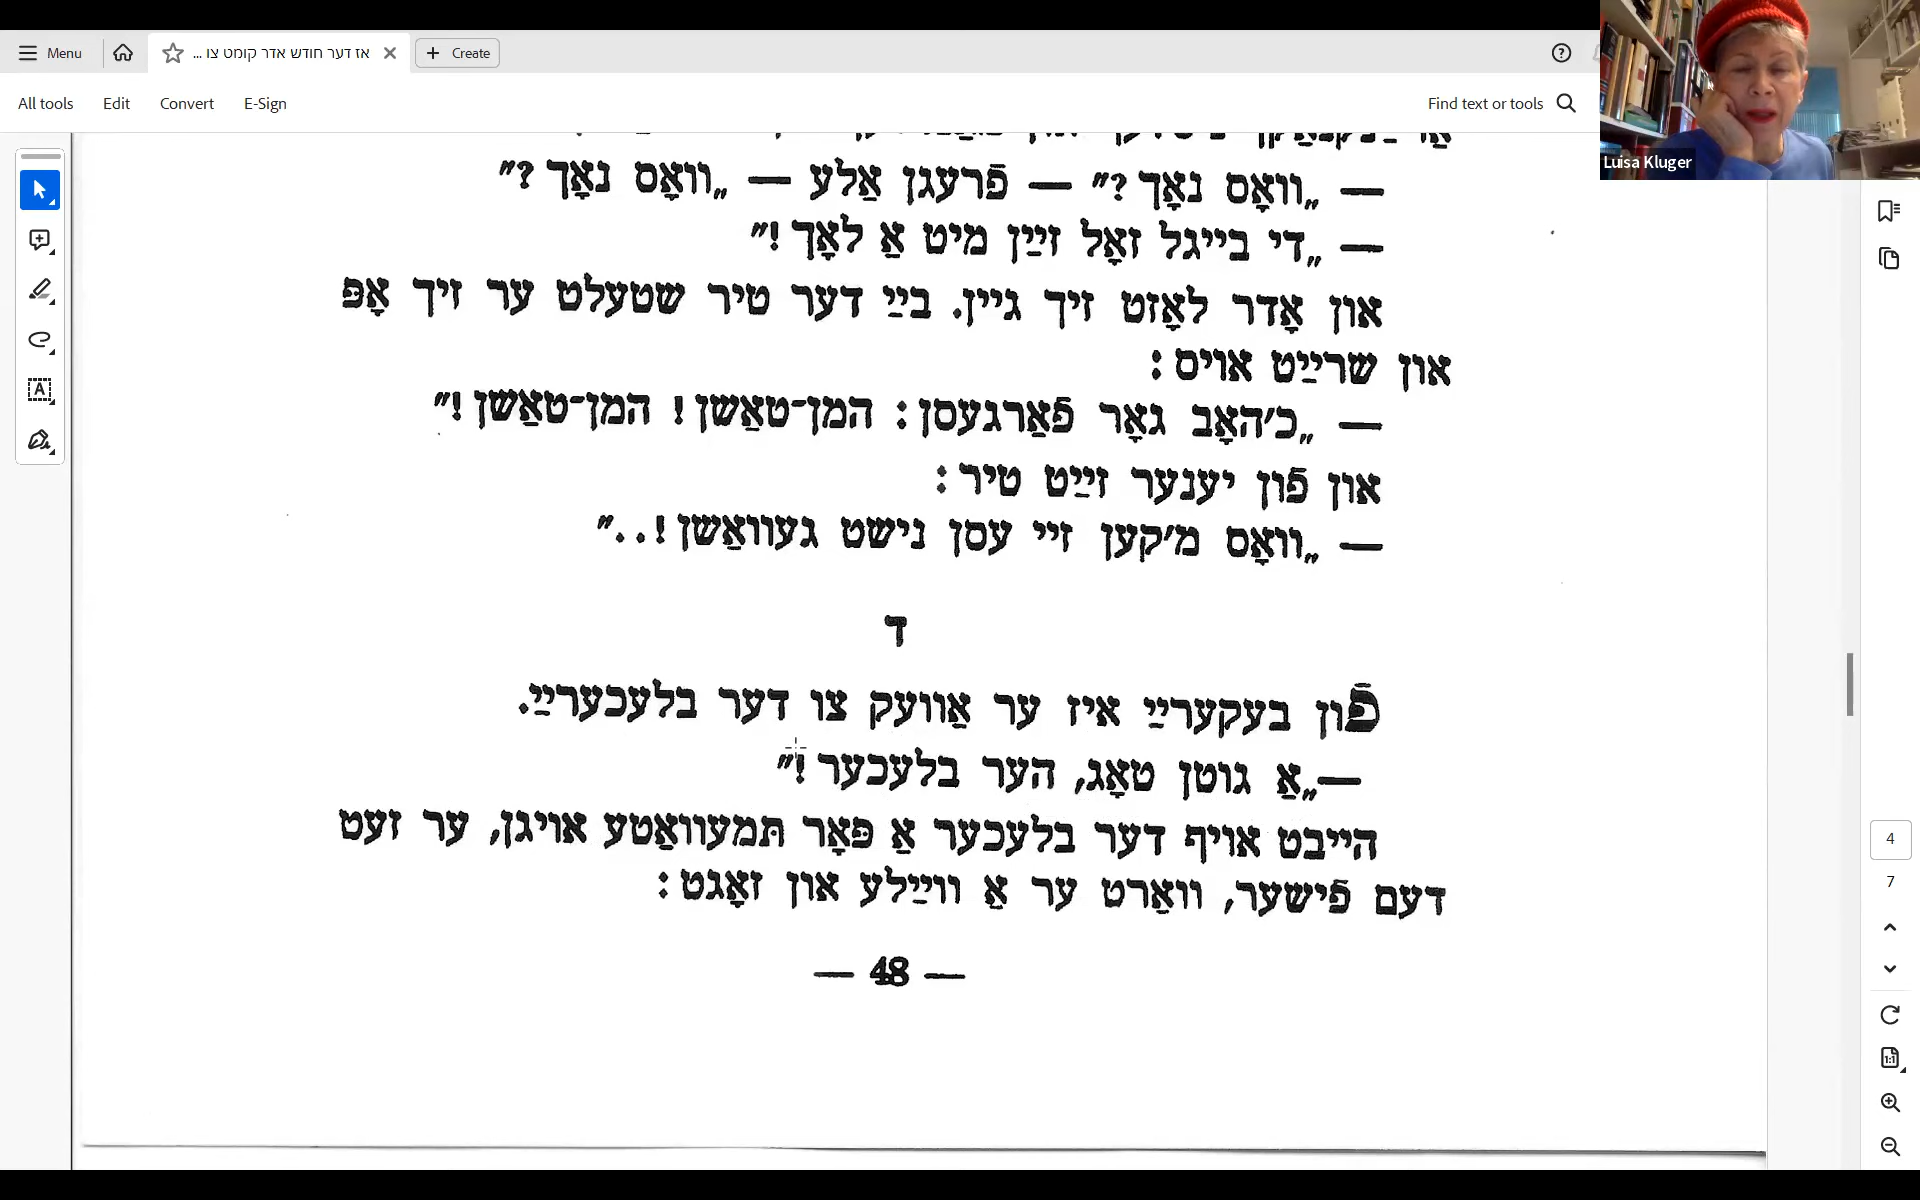 Menu
אז דער חודש אדר קומט צו ...
Create
All tools
Edit
Convert
E-Sign
Find text or tools
Luisa Kluger
— „וואָס נאָך ?" — פֿרעגן אַלע — „וואָס נאָך ?"
— „די בייגל זאָל זײַן מיט אַ לאָך !"
און אָדר לאָזט זיך גיין. בײַ דער טיר שטעלט ער זיך אָפּ
און שרײַט אויס :
— „כ'האָב גאָר פֿאַרגעסן : המן־טאַשן ! המן־טאַשן !"
און פֿון יענער זײַט טיר :
— „וואָס מ'קען זיי עסן נישט געוואַשן !.."
ד
פֿון בעקערײַ איז ער אַוועק צו דער בלעכערײַ.
—„אַ גוטן טאָג, הער בלעכער !"
הייבט אויף דער בלעכער אַ פּאָר תּמעוואַטע אויגן, ער זעט
דעם פֿישער, וואַרט ער אַ ווײַלע און זאָגט :
— 48 —
4
7